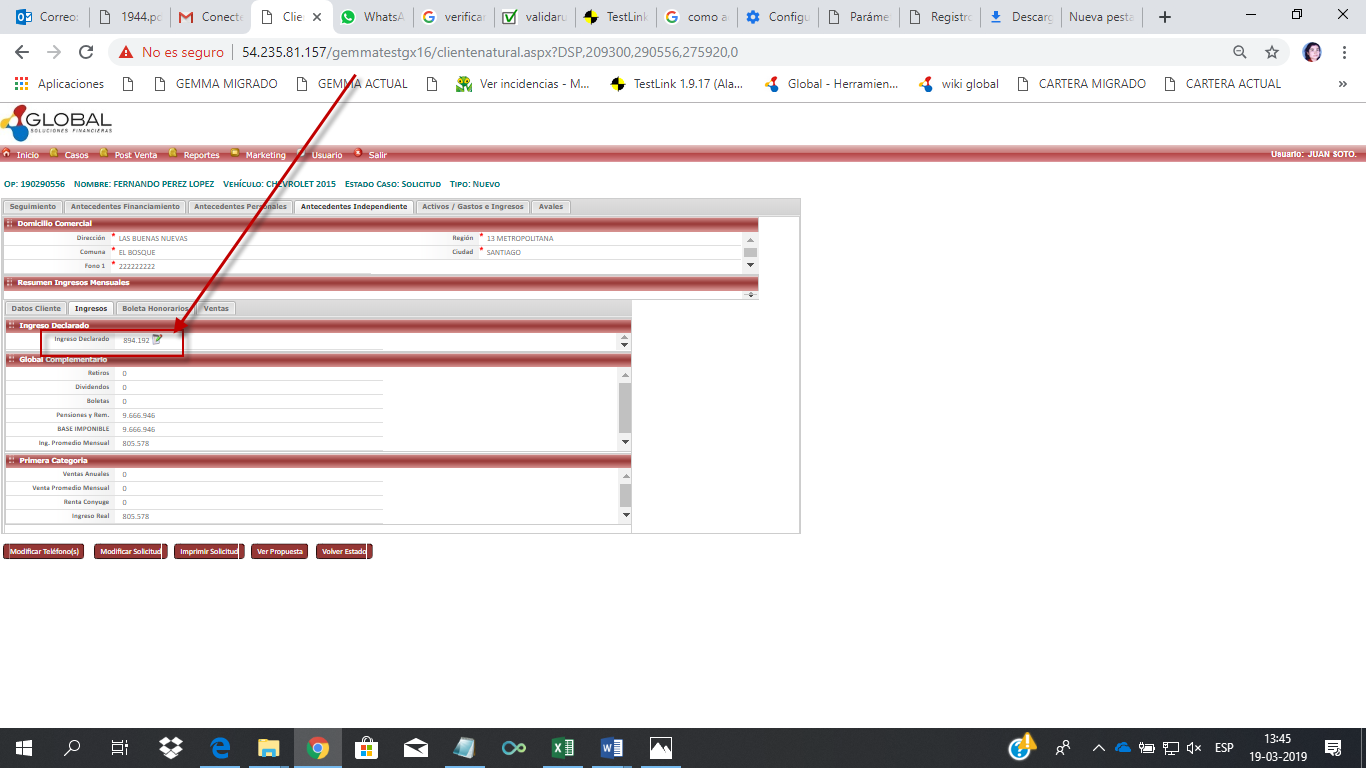 Correo: 1944.pd Conecte Clie WhatsA verificar validaru TestLink como a Configu Paráme Registro Descarg Nueva pesta
No es seguro 54.235.81.157/gemmatestgx16/clientenatural.aspx?DSP,209300,290556,275920,0
Aplicaciones GEMMA MIGRADO GEMMA ACTUAL Ver incidencias - M... TestLink 1.9.17 (Ala... Global - Herramien... wiki global CARTERA MIGRADO CARTERA ACTUAL »
GLOBAL
SOLUCIONES FINANCIERAS
Inicio Casos Post Venta Reportes Marketing Usuario Salir Usuario: JUAN SOTO.
OP: 190290556 NOMBRE: FERNANDO PEREZ LOPEZ VEHÍCULO: CHEVROLET 2015 ESTADO CASO: SOLICITUD TIPO: NUEVO
Seguimiento Antecedentes Financiamiento Antecedentes Personales Antecedentes Independiente Activos / Gastos e Ingresos Avales
Domicilio Comercial
Dirección * LAS BUENAS NUEVAS Región * 13 METROPOLITANA
Comuna * EL BOSQUE Ciudad * SANTIAGO
Fono 1 * 222222222
Resumen Ingresos Mensuales
Datos Cliente Ingresos Boleta Honorarios Ventas
Ingreso Declarado
Ingreso Declarado 894.192
Global Complementario
Retiros 0
Dividendos 0
Boletas 0
Pensiones y Rem. 9.666.946
BASE IMPONIBLE 9.666.946
Ing. Promedio Mensual 805.578
Primera Categoria
Ventas Anuales 0
Venta Promedio Mensual 0
Renta Conyuge 0
Ingreso Real 805.578
Modificar Teléfono(s) Modificar Solicitud Imprimir Solicitud Ver Propuesta Volver Estado
ESP 13:45
19-03-2019